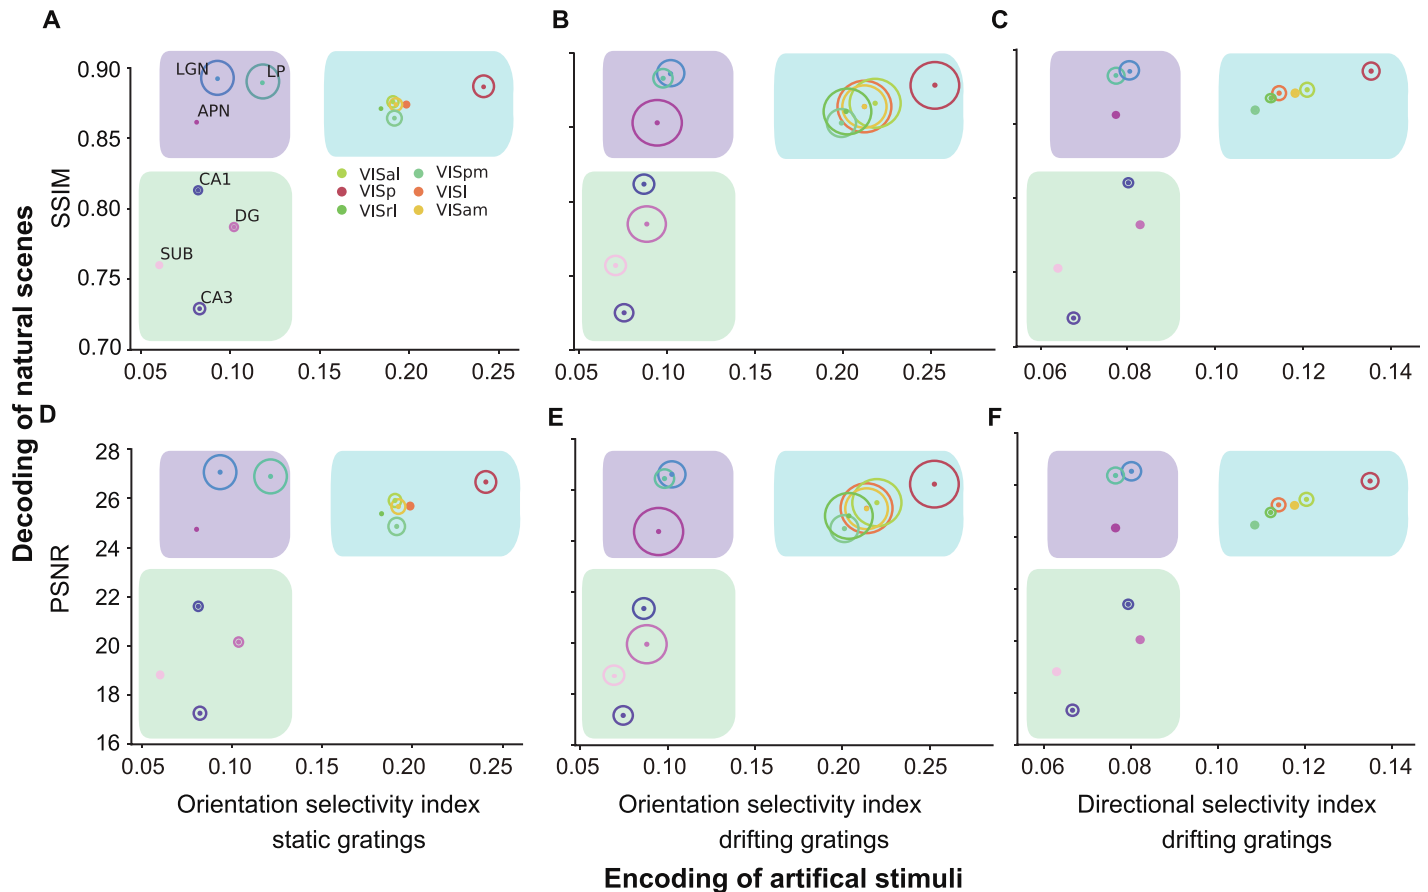 A
B
C
0.90
0.85
0.80
0.75
0.70
SSIM
Decoding of natural scenes
LGN
LP
APN
CA1
DG
SUB
CA3
VISal
VISpm
VISp
VISl
VISrl
VISam
0.05
0.10
0.15
0.20
0.25
0.05
0.10
0.15
0.20
0.25
0.06
0.08
0.10
0.12
0.14
D
E
F
28
26
24
22
20
18
16
PSNR
0.05
0.10
0.15
0.20
0.25
0.05
0.10
0.15
0.20
0.25
0.06
0.08
0.10
0.12
0.14
Orientation selectivity index
static gratings
Orientation selectivity index
drifting gratings
Directional selectivity index
drifting gratings
Encoding of artifical stimuli